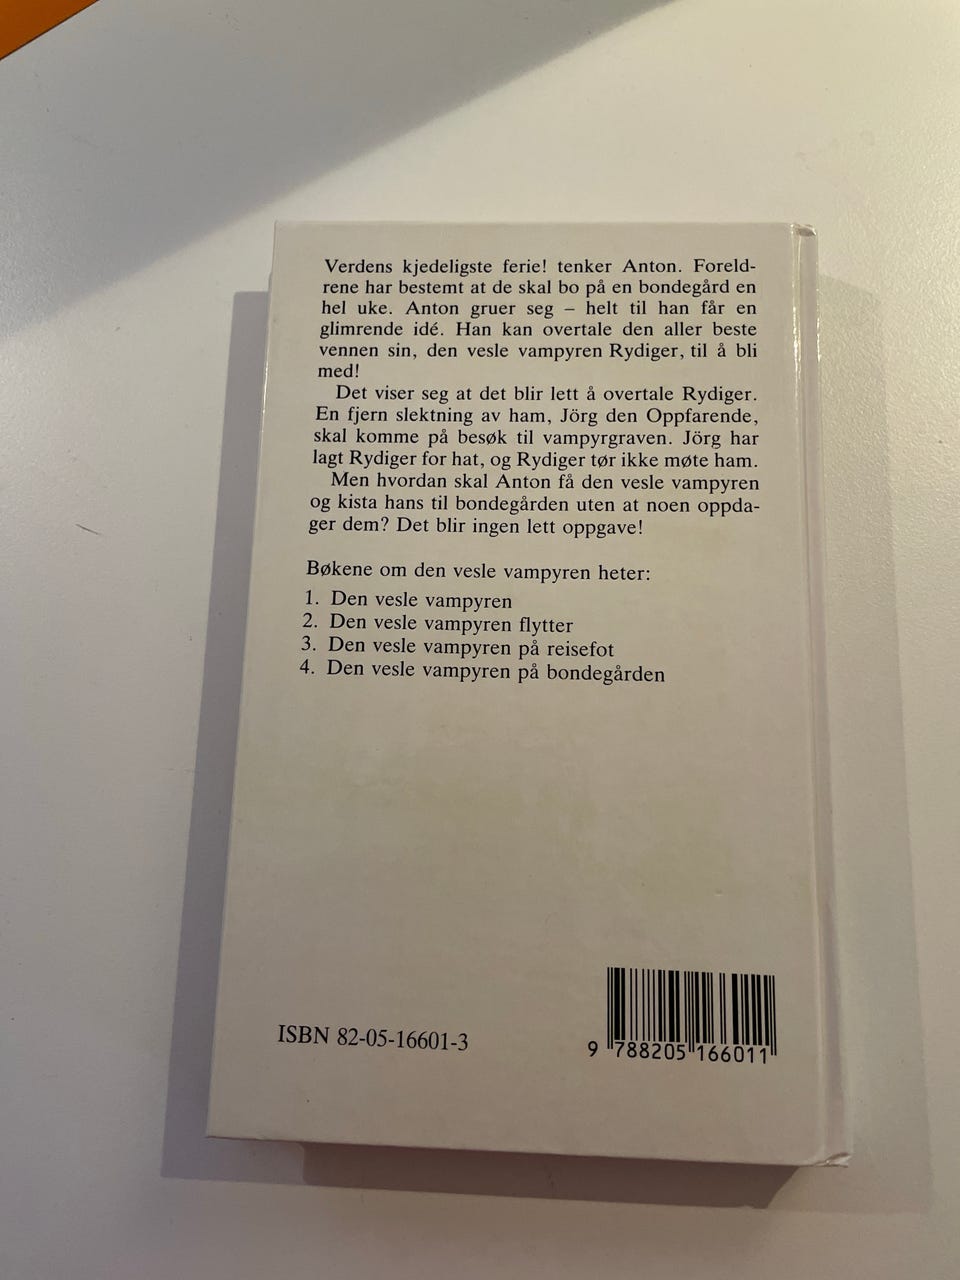 Verdens kjedeligste ferie! tenker Anton. Foreld-
rene har bestemt at de skal bo på en bondegård en
hel uke. Anton gruer seg – helt til han får en
glimrende idé. Han kan overtale den aller beste
vennen sin, den vesle vampyren Rydiger, til å bli
med!
Det viser seg at det blir lett å overtale Rydiger.
En fjern slektning av ham, Jörg den Oppfarende,
skal komme på besøk til vampyrgraven. Jörg har
lagt Rydiger for hat, og Rydiger tør ikke møte ham.
Men hvordan skal Anton få den vesle vampyren
og kista hans til bondegården uten at noen oppda-
ger dem? Det blir ingen lett oppgave!
Bøkene om den vesle vampyren heter:
1. Den vesle vampyren
2. Den vesle vampyren flytter
3. Den vesle vampyren på reisefot
4. Den vesle vampyren på bondegården
ISBN 82-05-16601-3
9 788205 166011